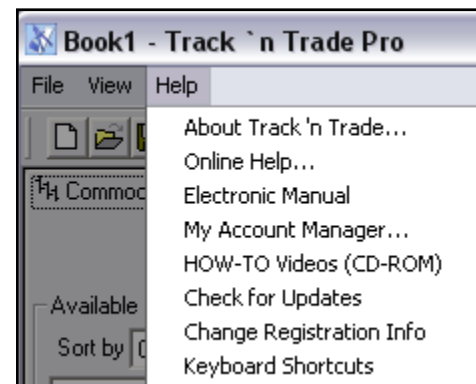 Book1 - Track `n Trade Pro
File View Help
About Track 'n Trade...
Online Help...
Electronic Manual
My Account Manager...
HOW-TO Videos (CD-ROM)
Check for Updates
Change Registration Info
Keyboard Shortcuts
Commod
Available
Sort by